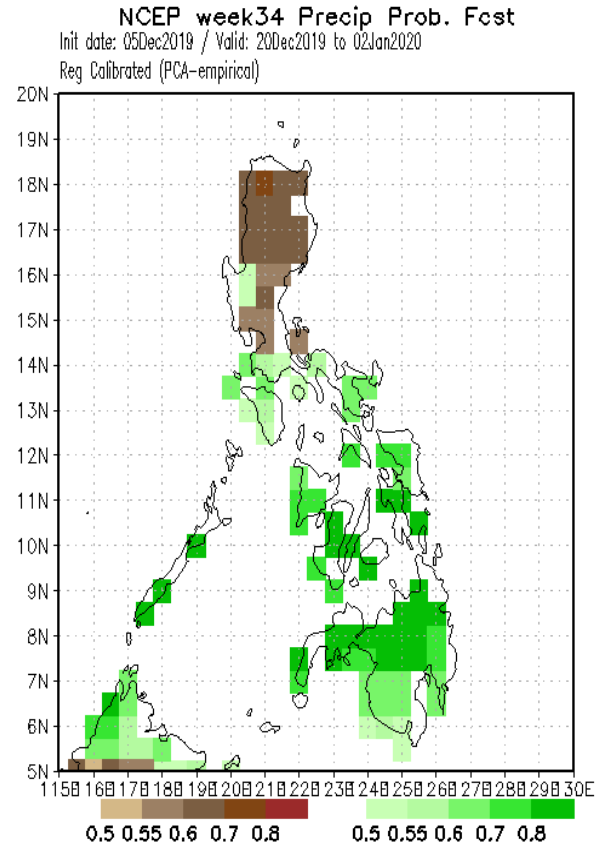 NCEP week34 Precip Prob. Fcst
Init date: 05Dec2019 / Valid: 20Dec2019 to 02Jan2020
Reg Calibrated (PCA-empirical)
20N
19N
18N
17N
16N
15N
14N
13N
12N
11N
10N
9N
8N
7N
6N
5N
115E 116E 117E 118E 119E 120E 121E 122E 123E 124E 125E 126E 127E 128E 129E 130E
0.5 0.55 0.6 0.7 0.8 0.5 0.55 0.6 0.7 0.8